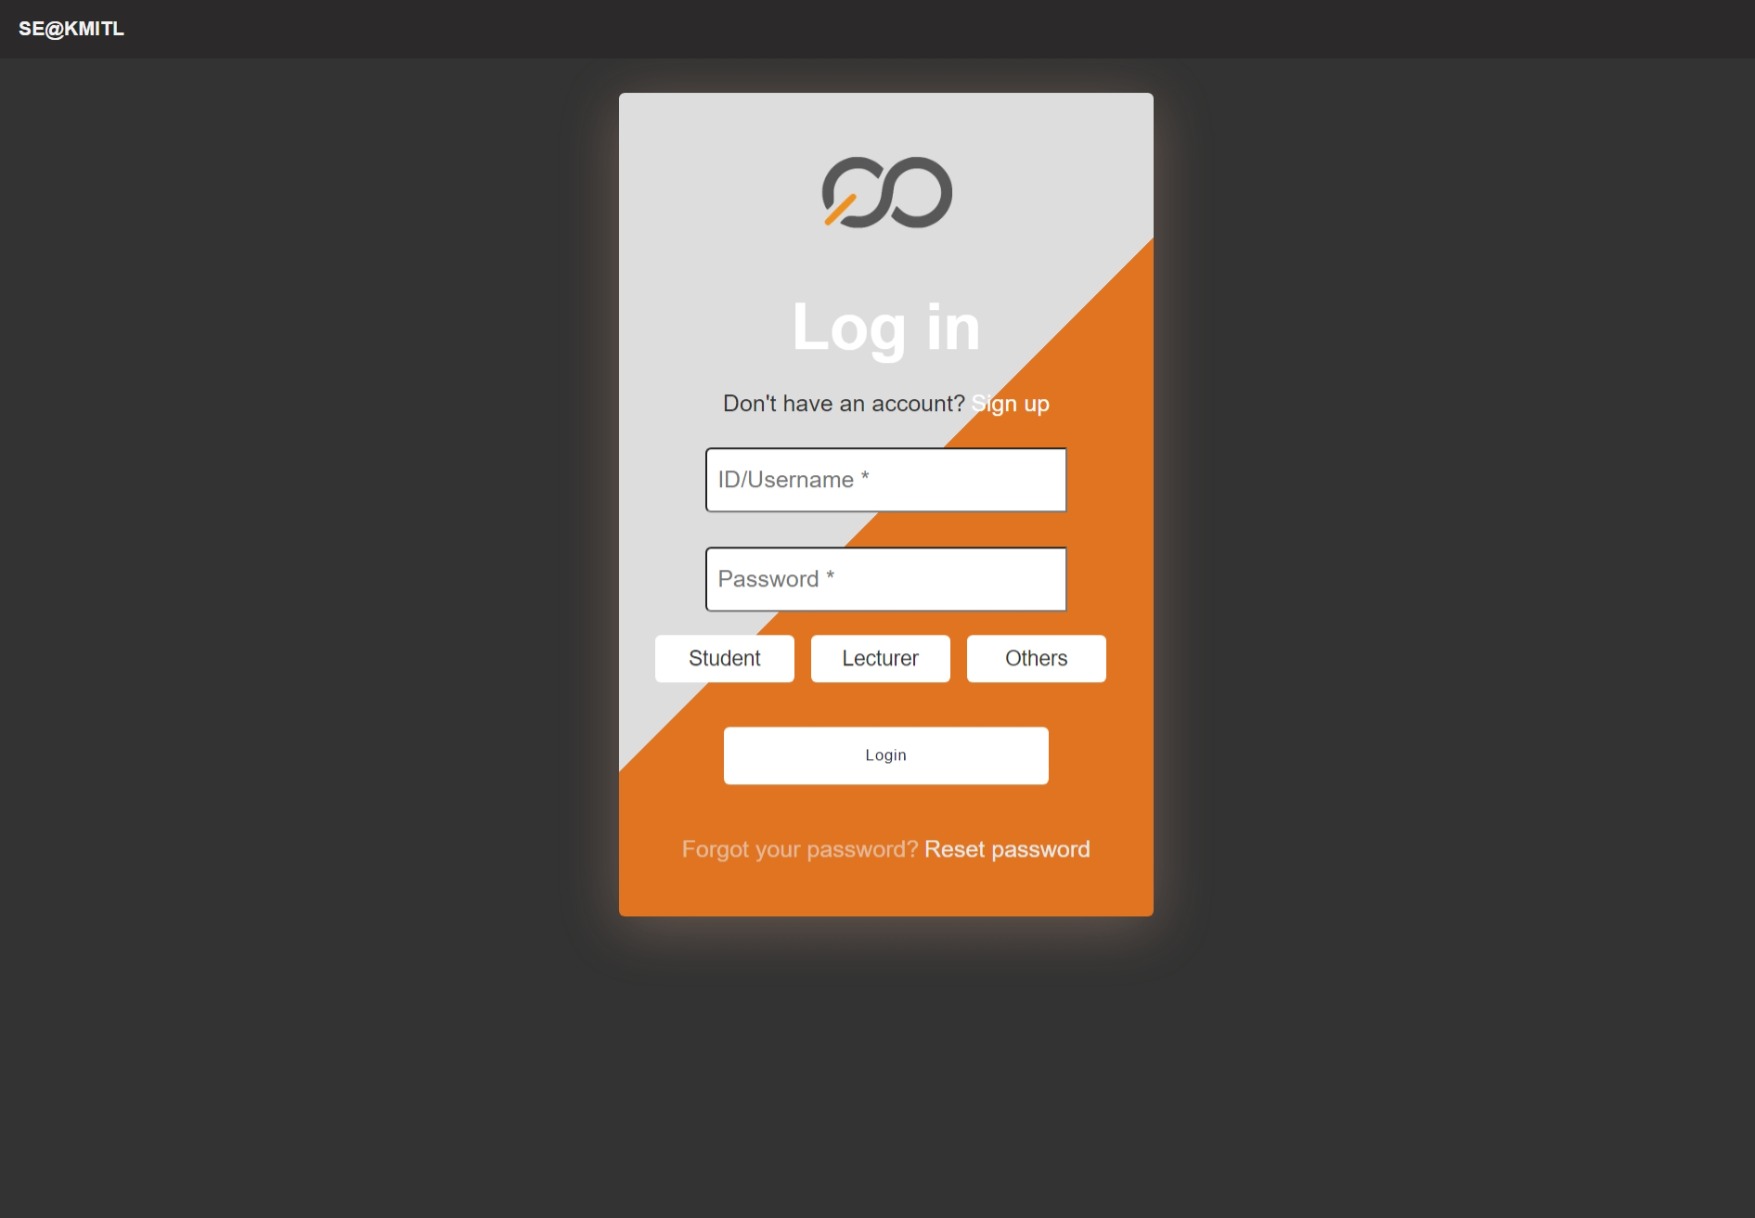 SE@KMITL
Log in
Don't have an account? Sign up
ID/Username *
Password *
Student Lecturer Others
Login
Forgot your password? Reset password